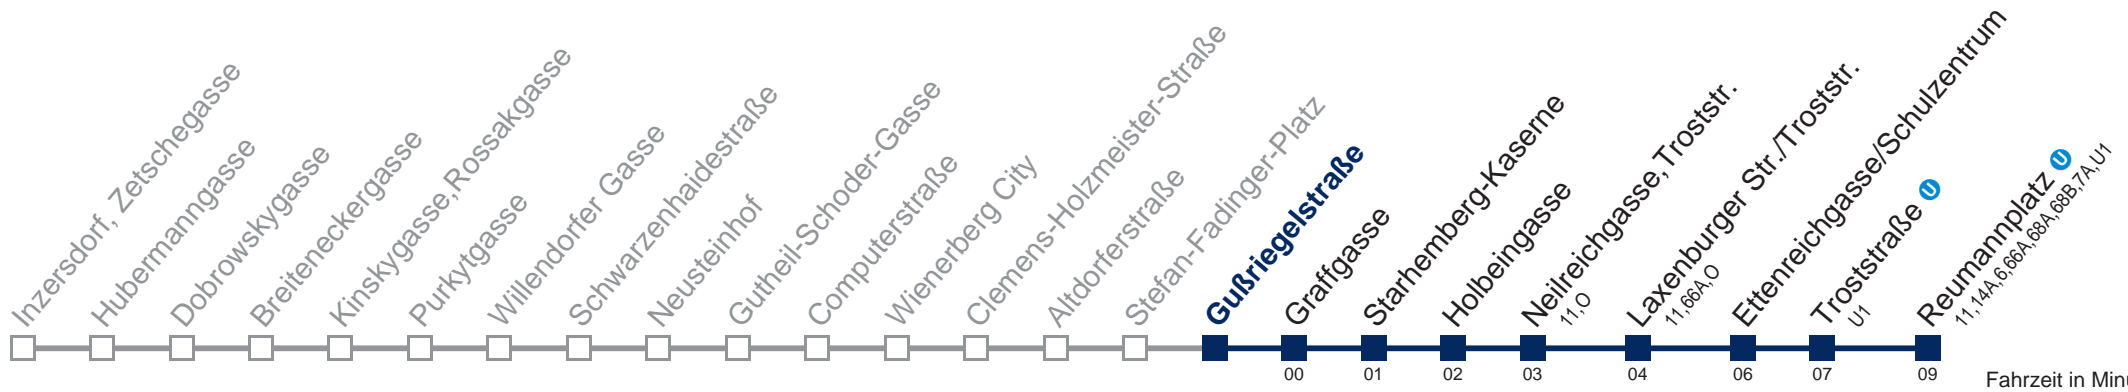 Inzersdorf, Zetschegasse
Hubermanngasse
Dobrowskygasse
Breiteneckergasse
Kinskygasse,Rossakgasse
Purkytgasse
Willendorfer Gasse
Schwarzenhaidestraße
Neusteinhof
Gutheil-Schoder-Gasse
Computerstraße
Wienerberg City
Clemens-Holzmeister-Straße
Altdorferstraße
Stefan-Fadinger-Platz
Gußriegelstraße
Graffgasse
Starhemberg-Kaserne
Holbeingasse
Neilreichgasse,Troststr.
11,O
Laxenburger Str./Troststr.
11,66A,O
Ettenreichgasse/Schulzentrum
Troststraße U
U1
Reumannplatz U
11,14A,6,66A,68A,68B,7A,U1
00 01 02 03 04 06 07 09
Fahrzeit in